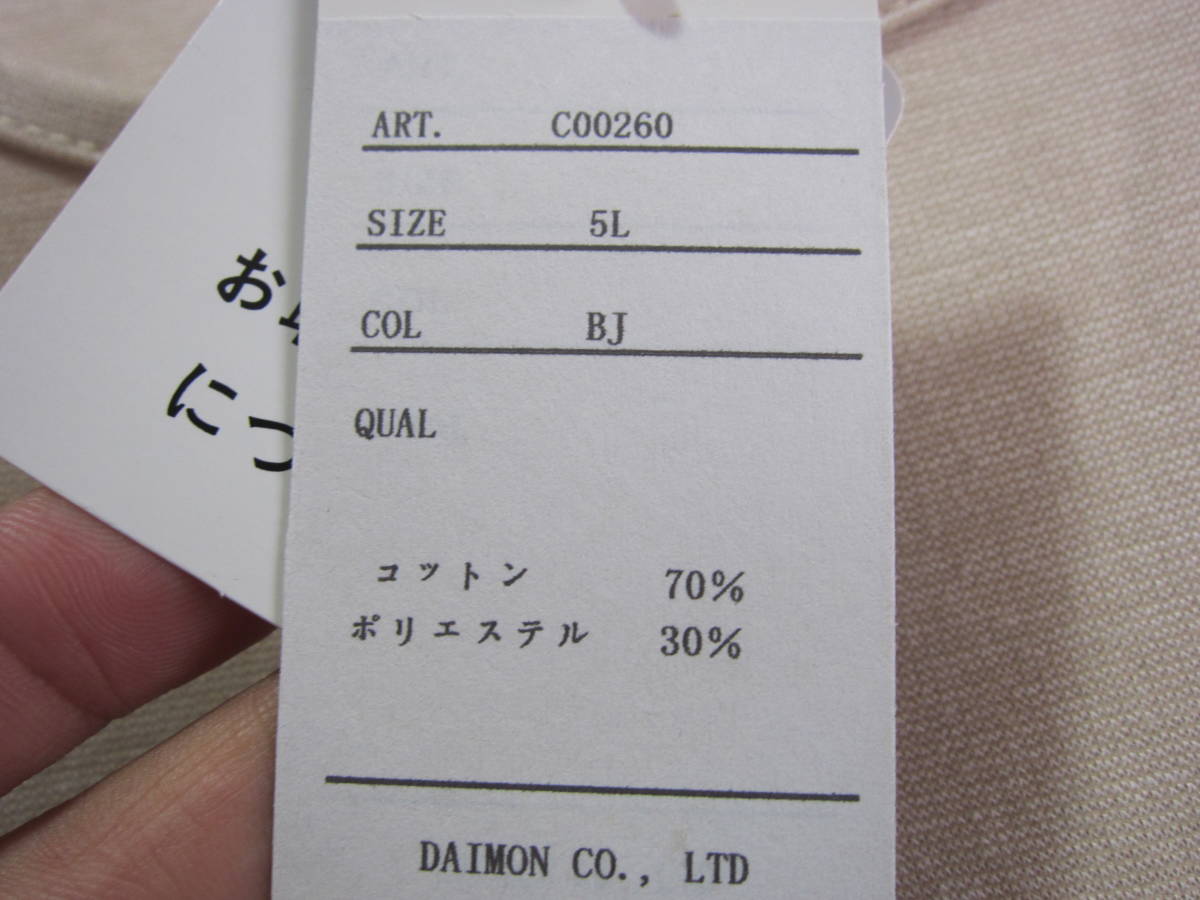 ART. C00260
SIZE 5L
COL BJ
QUAL
コットン 70%
ポリエステル 30%
DAIMON CO., LTD
お
につ